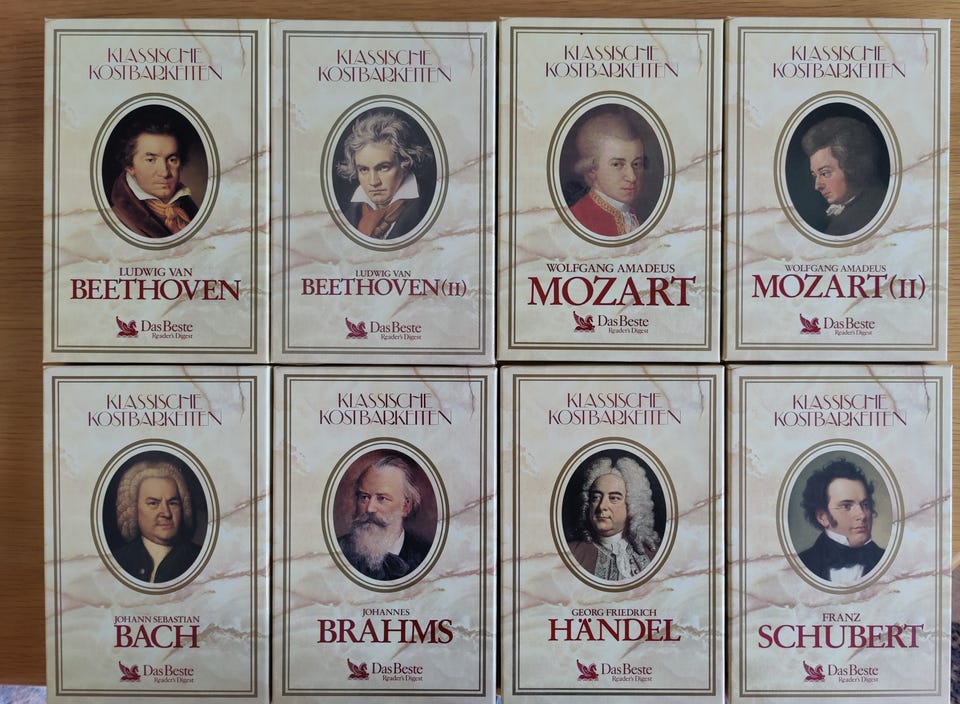 KLASSISCHE
KOSTBARKEITEN
LUDWIG VAN
BEETHOVEN
Das Beste
Reader's Digest
KLASSISCHE
KOSTBARKEITEN
LUDWIG VAN
BEETHOVEN (II)
Das Beste
Reader's Digest
KLASSISCHE
KOSTBARKEITEN
WOLFGANG AMADEUS
MOZART
Das Beste
Reader's Digest
KLASSISCHE
KOSTBARKEITEN
WOLFGANG AMADEUS
MOZART (II)
Das Beste
Reader's Digest
KLASSISCHE
KOSTBARKEITEN
JOHANN SEBASTIAN
BACH
Das Beste
Reader's Digest
KLASSISCHE
KOSTBARKEITEN
JOHANNES
BRAHMS
Das Beste
Reader's Digest
KLASSISCHE
KOSTBARKEITEN
GEORG FRIEDRICH
HÄNDEL
Das Beste
Reader's Digest
KLASSISCHE
KOSTBARKEITEN
FRANZ
SCHUBERT
Das Beste
Reader's Digest